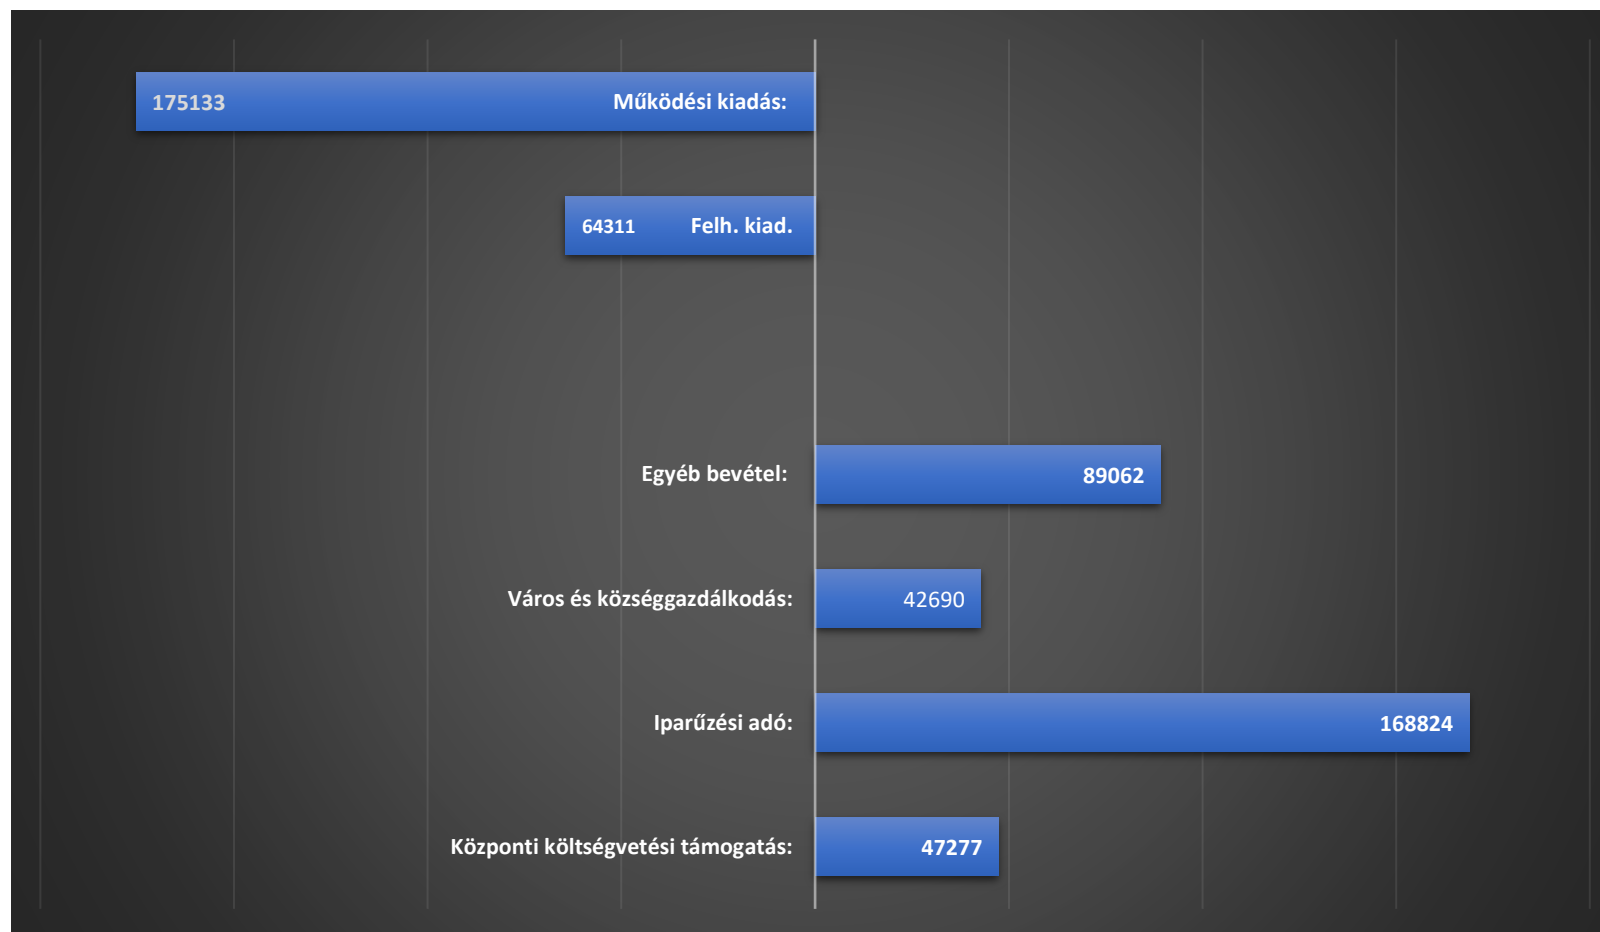 175133 Működési kiadás:
64311 Felh. kiad.
Egyéb bevétel: 89062
Város és községgazdálkodás: 42690
Iparűzési adó: 168824
Központi költségvetési támogatás: 47277